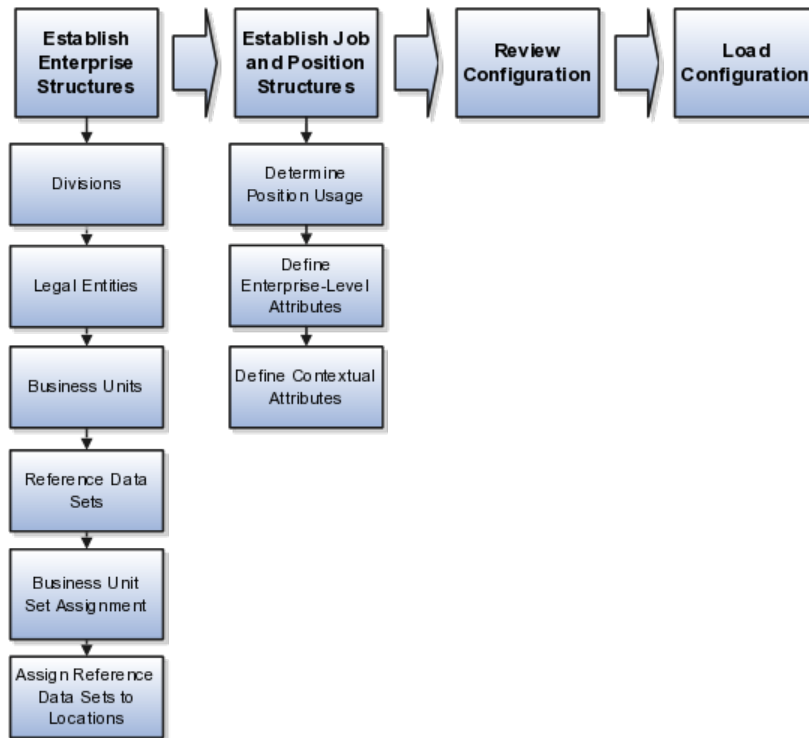 Establish
Enterprise
Structures
Establish Job
and Position
Structures
Review
Configuration
Load
Configuration
Divisions
Legal Entities
Business Units
Reference Data
Sets
Business Unit
Set Assignment
Assign Reference
Data Sets to
Locations
Determine
Position Usage
Define
Enterprise-Level
Attributes
Define Contextual
Attributes